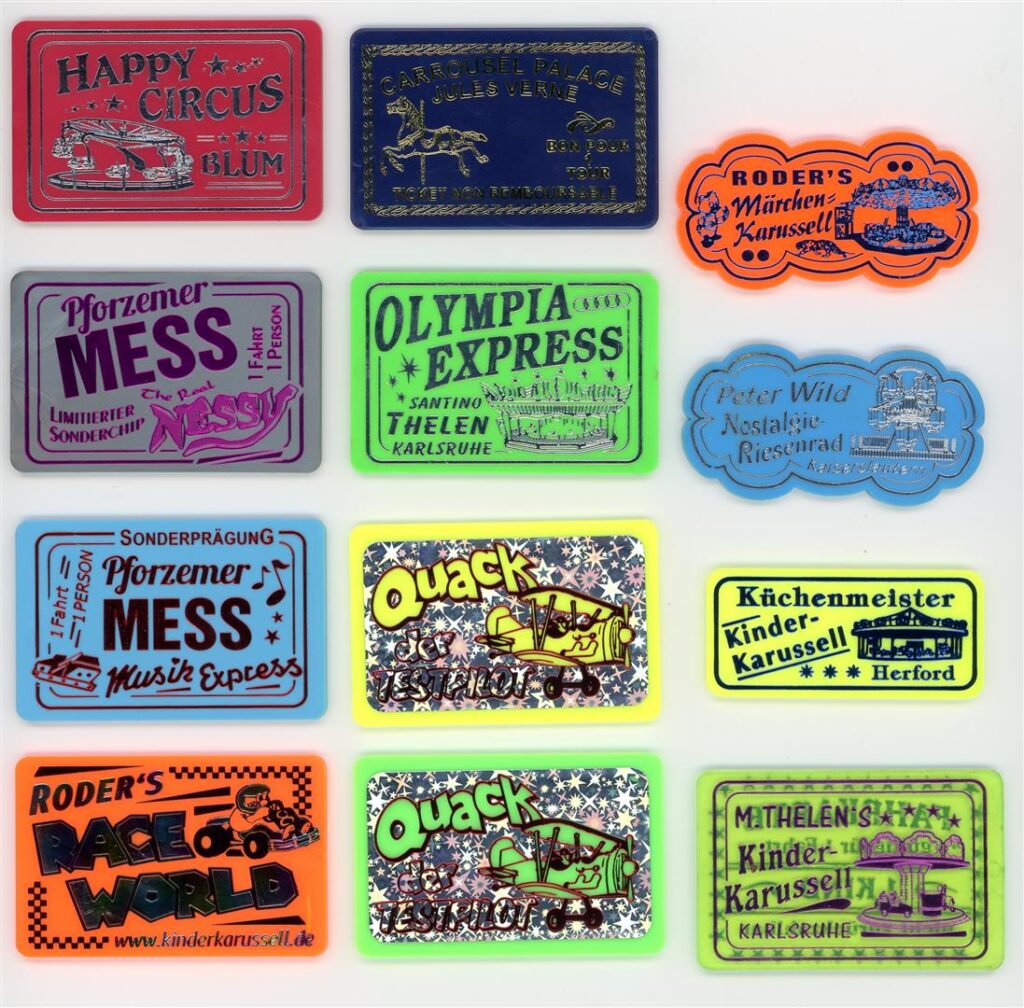 HAPPY
CIRCUS
BLUM
CARROUSEL PALACE
JULES VERNE
BON POUR
1
TOUR
TICKET NON REMBOURSABLE
RODER'S
Märchen=
Karussell
Pforzemer
MESS
1 FAHRT
1 PERSON
The Real
NESSY
LIMITIERTER
SONDERCHIP
OLYMPIA
EXPRESS
SANTINO
THELEN
KARLSRUHE
Peter Wild
Nostalgie-
Riesenrad
Kaiserslautern
SONDERPRÄGUNG
Pforzemer
MESS
1 Fahrt
1 PERSON
Musik Express
Quack
der
TESTPILOT
Küchenmeister
Kinder-
Karussell
Herford
RODER'S
RACE
WORLD
www.kinderkarussell.de
Quack
der
TESTPILOT
M.THELEN'S
Kinder-
Karussell
KARLSRUHE